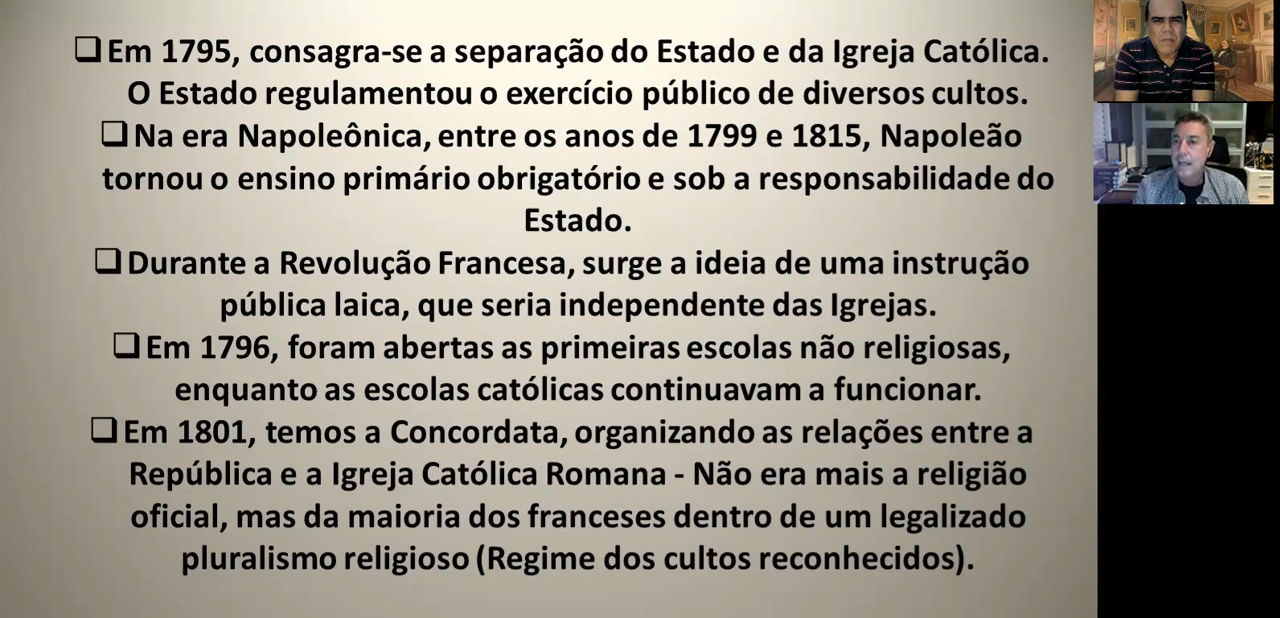 ❑Em 1795, consagra-se a separação do Estado e da Igreja Católica.
O Estado regulamentou o exercício público de diversos cultos.
❑Na era Napoleônica, entre os anos de 1799 e 1815, Napoleão
tornou o ensino primário obrigatório e sob a responsabilidade do
Estado.
❑Durante a Revolução Francesa, surge a ideia de uma instrução
pública laica, que seria independente das Igrejas.
❑Em 1796, foram abertas as primeiras escolas não religiosas,
enquanto as escolas católicas continuavam a funcionar.
❑Em 1801, temos a Concordata, organizando as relações entre a
República e a Igreja Católica Romana - Não era mais a religião
oficial, mas da maioria dos franceses dentro de um legalizado
pluralismo religioso (Regime dos cultos reconhecidos).